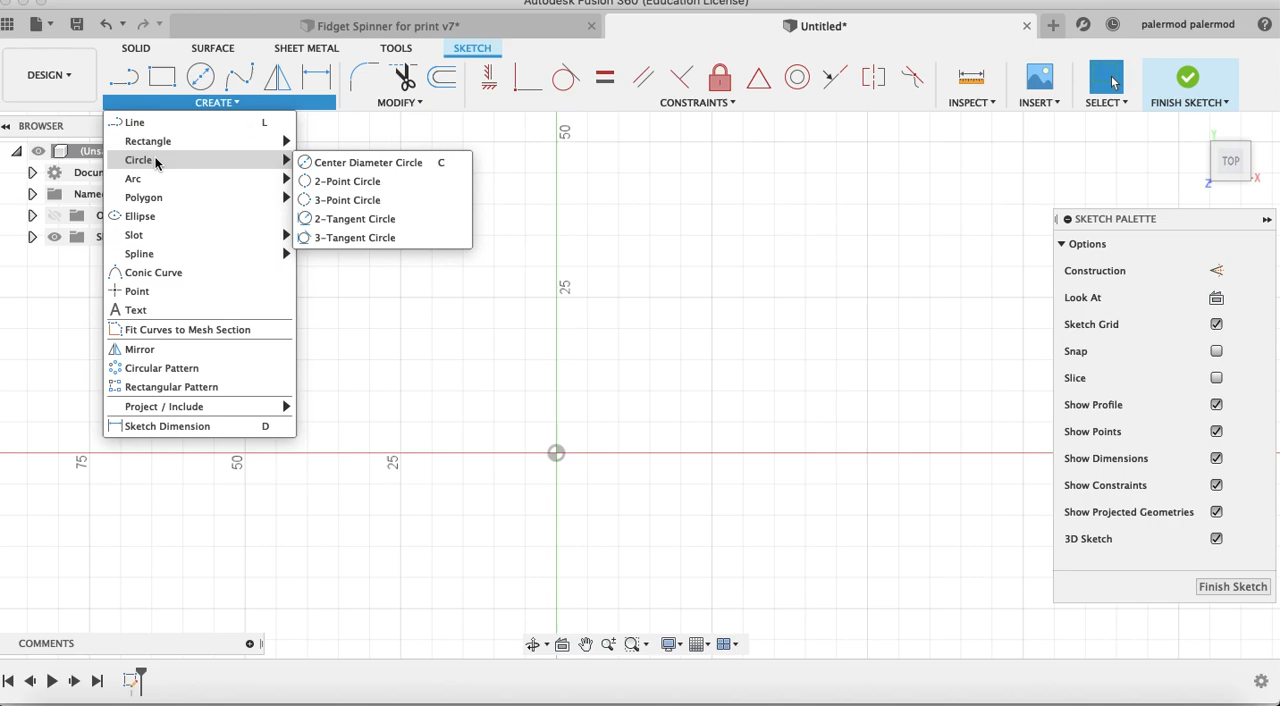 Autodesk Fusion 360 (Education License)
Fidget Spinner for print v7*
Untitled*
palermod palermod
DESIGN
SOLID SURFACE SHEET METAL TOOLS SKETCH
CREATE MODIFY CONSTRAINTS INSPECT INSERT SELECT FINISH SKETCH
BROWSER
(Uns
Docu
Name
O
S
Line L
Rectangle
Circle
Arc
Polygon
Ellipse
Slot
Spline
Conic Curve
Point
Text
Fit Curves to Mesh Section
Mirror
Circular Pattern
Rectangular Pattern
Project / Include
Sketch Dimension D
Center Diameter Circle C
2-Point Circle
3-Point Circle
2-Tangent Circle
3-Tangent Circle
50
25
75
50
25
Y
TOP
X
Z
SKETCH PALETTE
Options
Construction
Look At
Sketch Grid
Snap
Slice
Show Profile
Show Points
Show Dimensions
Show Constraints
Show Projected Geometries
3D Sketch
Finish Sketch
COMMENTS